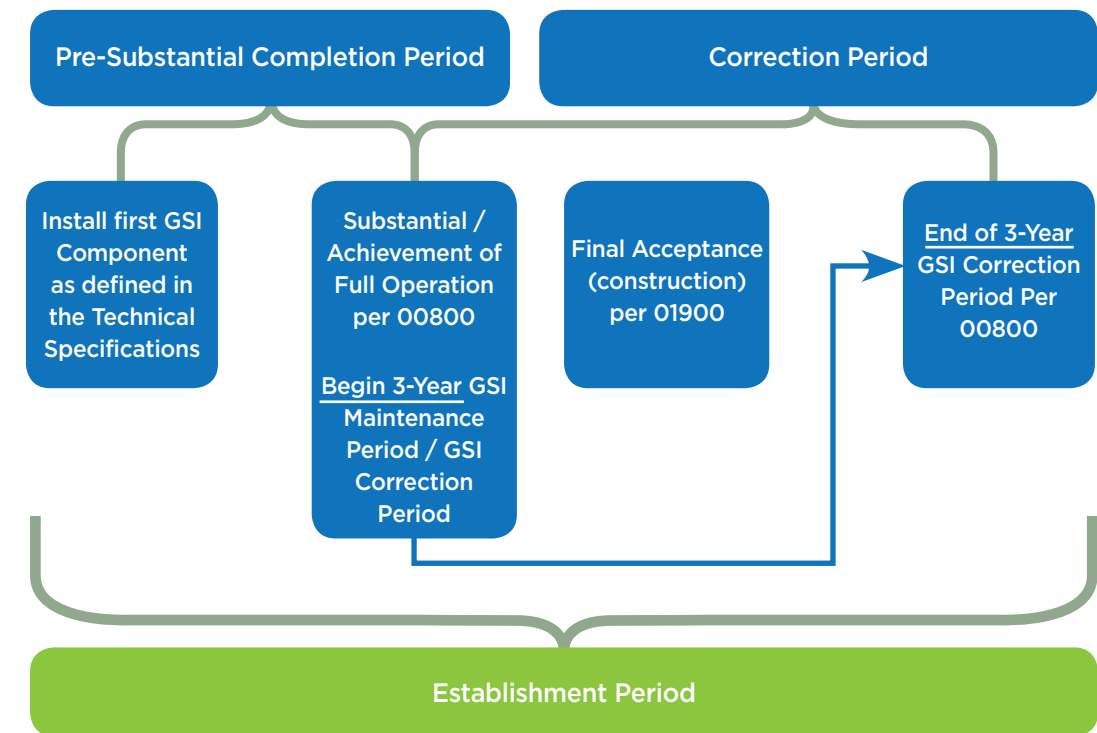 Pre-Substantial Completion Period
Correction Period
Install first GSI
Component
as defined in
the Technical
Specifications
Substantial /
Achievement of
Full Operation
per 00800
Begin 3-Year GSI
Maintenance
Period / GSI
Correction
Period
Final Acceptance
(construction)
per 01900
End of 3-Year
GSI Correction
Period Per
00800
Establishment Period